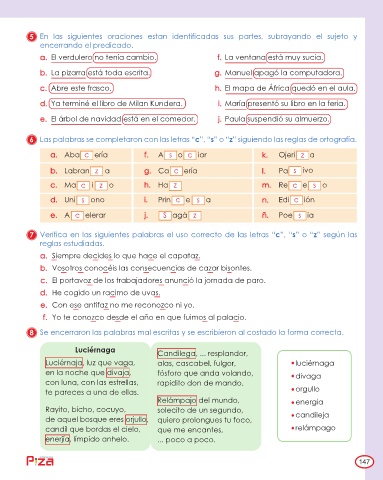 5 En las siguientes oraciones estan identificadas sus partes, subrayando el sujeto y
encerrando el predicado.
a. El verdulero no tenía cambio.
b. La pizarra está toda escrita.
c. Abre este frasco.
d. Ya terminé el libro de Milan Kundera.
e. El árbol de navidad está en el comedor.
f. La ventana está muy sucia.
g. Manuel apagó la computadora.
h. El mapa de África quedó en el aula.
i. María presentó su libro en la feria.
j. Paula suspendió su almuerzo.
6 Las palabras se completaron con las letras "c", "s" o "z" siguiendo las reglas de ortografía.
a. Aba c ería
b. Labran z a
c. Ma c i z o
d. Uni s ono
e. A c elerar
f. A s o c iar
g. Ca c ería
h. Ha z
i. Prin c e s a
j. S agá z
k. Ojeri z a
l. Pa s ivo
m. Re c e s o
n. Edi c ión
ñ. Poe s ía
7 Verifica en las siguientes palabras el uso correcto de las letras "c", "s" o "z" según las
reglas estudiadas.
a. Siempre decides lo que hace el capataz.
b. Vosotros conocéis las consecuencias de cazar bisontes.
c. El portavoz de los trabajadores anunció la jornada de paro.
d. He cogido un racimo de uvas.
e. Con ese antifaz no me reconozco ni yo.
f. Yo te conozco desde el año en que fuimos al palacio.
8 Se encerraron las palabras mal escritas y se escribieron al costado la forma correcta.
Luciérnaga
Luciérnaja, luz que vaga,
en la noche que divaja,
con luna, con las estrellas,
te pareces a una de ellas.
Rayito, bicho, cocuyo,
de aquel bosque eres orjullo,
candil que bordas el cielo,
enerjía, límpido anhelo.
Candilega, ... resplandor,
alas, cascabel, fulgor,
fósforo que anda volando,
rapidito don de mando.
Relámpajo del mundo,
solecito de un segundo,
quiero prolongues tu foco,
que me encantes,
... poco a poco.
• luciérnaga
• divaga
• orgullo
• energía
• candileja
• relámpago
Piza
147